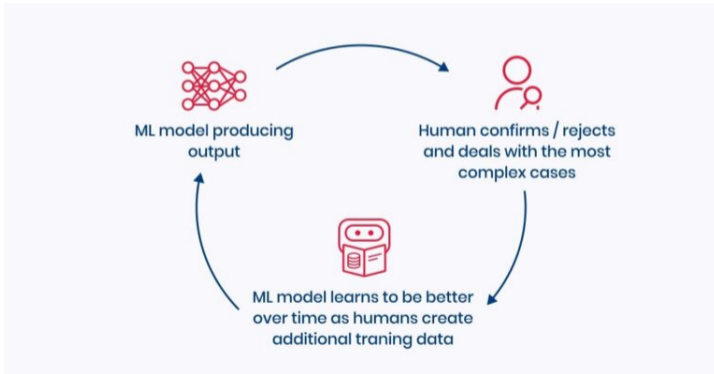 ML model producing
output
Human confirms / rejects
and deals with the most
complex cases
ML model learns to be better
over time as humans create
additional traning data